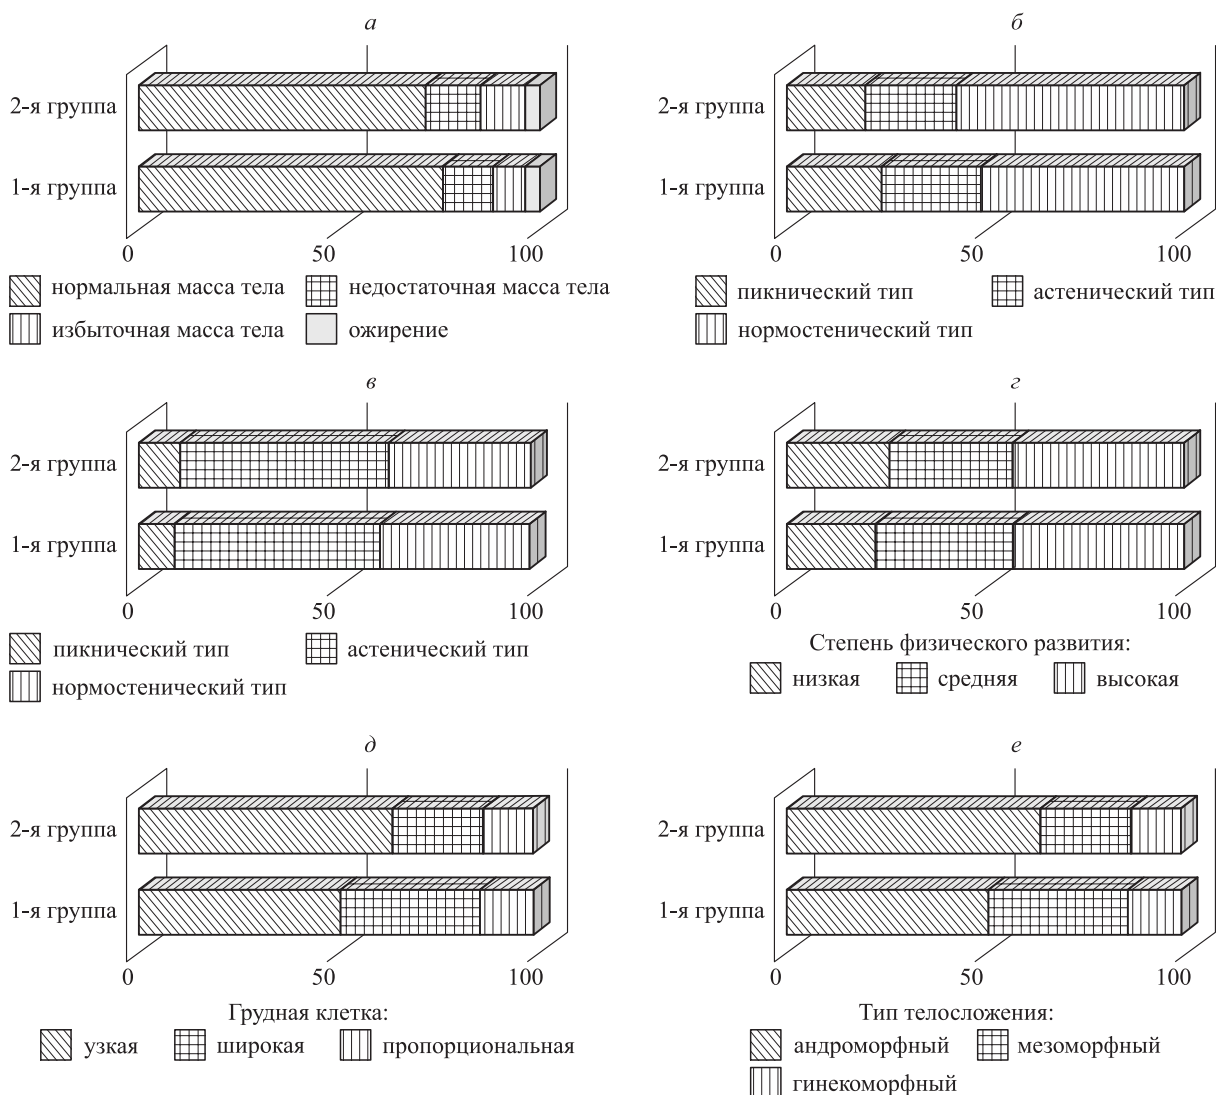 а
2-я группа
1-я группа
0 50 100
нормальная масса тела недостаточная масса тела
избыточная масса тела ожирение
б
2-я группа
1-я группа
0 50 100
пикнический тип астенический тип
нормостенический тип
в
2-я группа
1-я группа
0 50 100
пикнический тип астенический тип
нормостенический тип
г
2-я группа
1-я группа
0 50 100
Степень физического развития:
низкая средняя высокая
д
2-я группа
1-я группа
0 50 100
Грудная клетка:
узкая широкая пропорциональная
е
2-я группа
1-я группа
0 50 100
Тип телосложения:
андроморфный мезоморфный
гинекоморфный